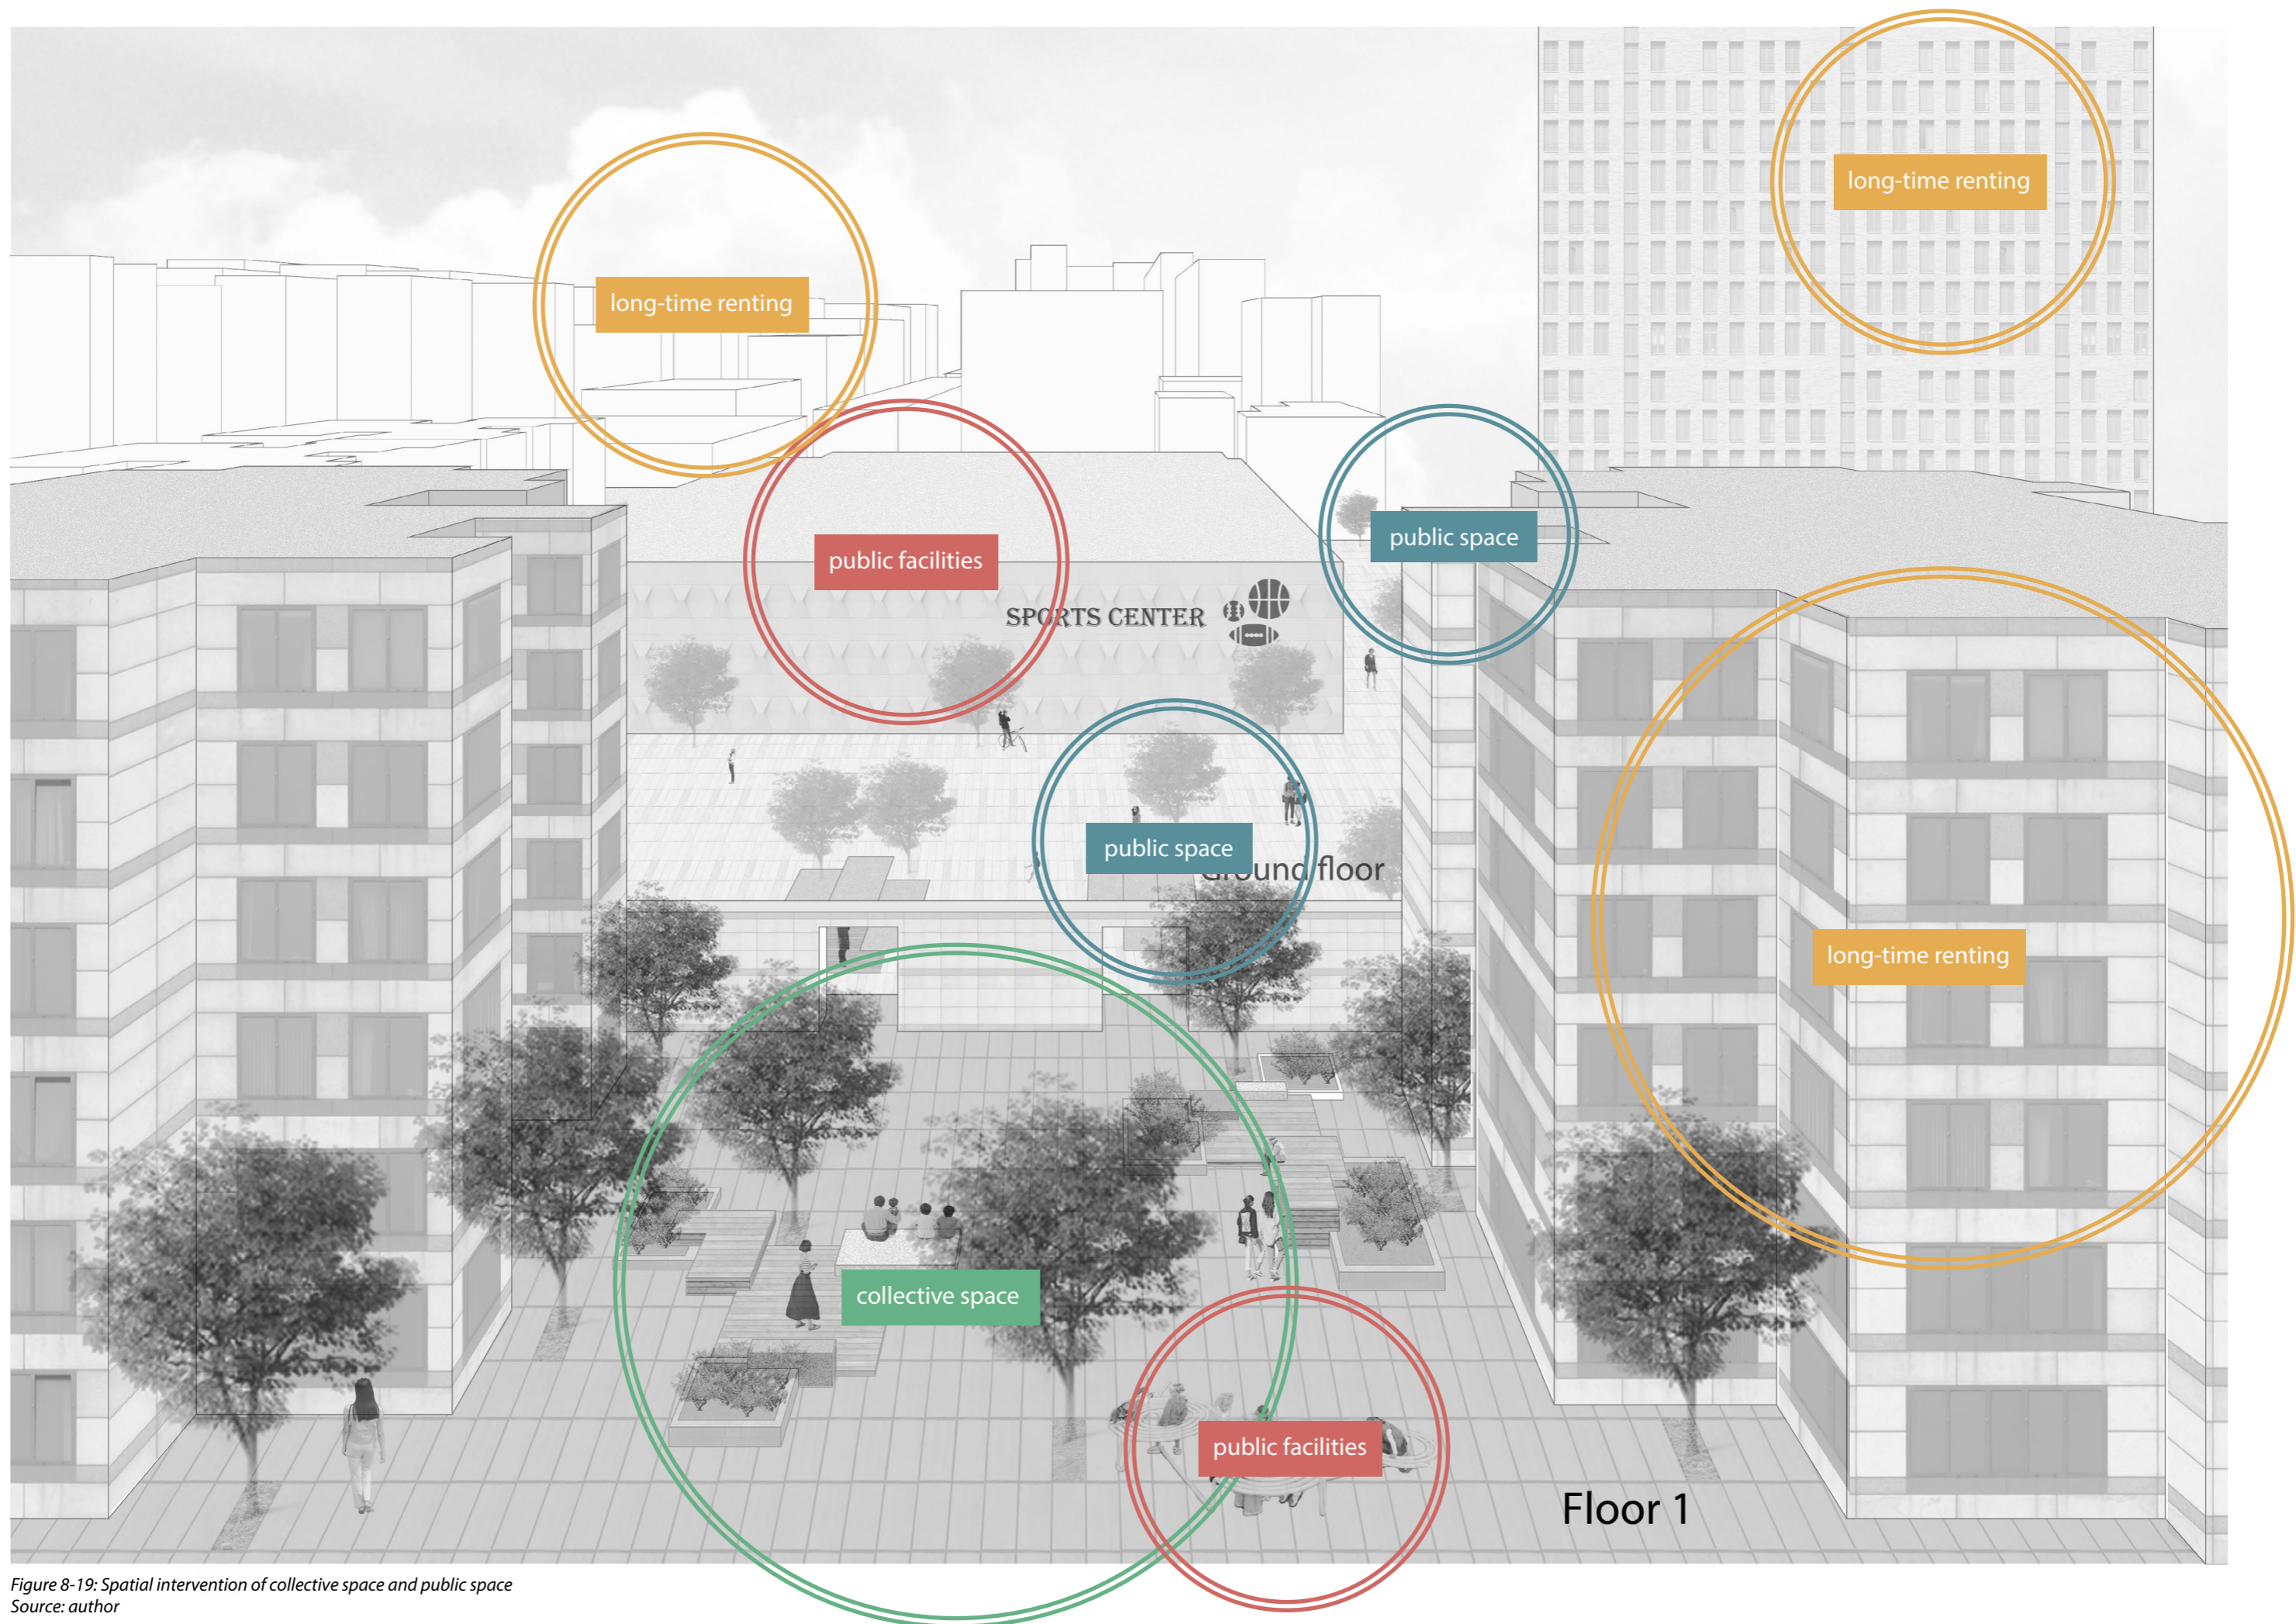 long-time renting
long-time renting
public facilities
public space
SPORTS CENTER
public space
Ground floor
long-time renting
collective space
public facilities
Floor 1
Figure 8-19: Spatial intervention of collective space and public space
Source: author